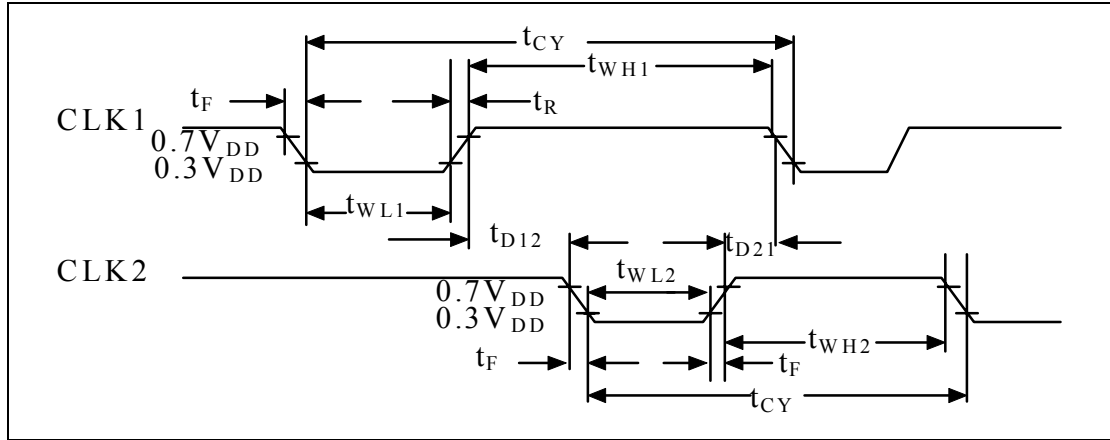 tCY
tWH1
tF
tR
CLK1
0.7VDD
0.3VDD
tWL1
tD12
tD21
CLK2
tWL2
0.7VDD
0.3VDD
tWH2
tF
tF
tCY